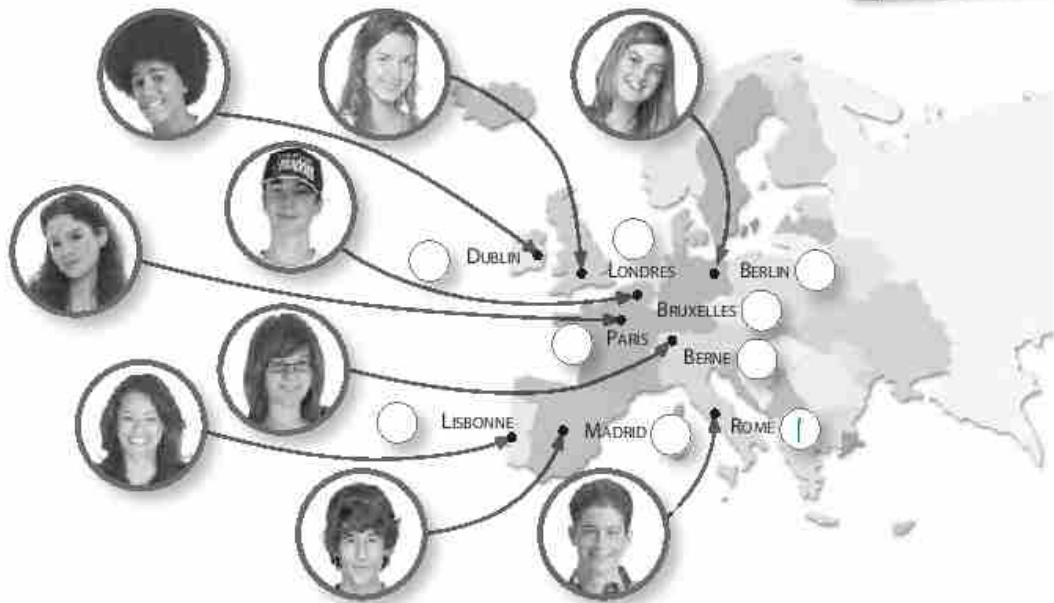 DUBLIN
LONDRES
BERLIN
BRUXELLES
PARIS
BERNE
LISBONNE
MADRID
ROME
1